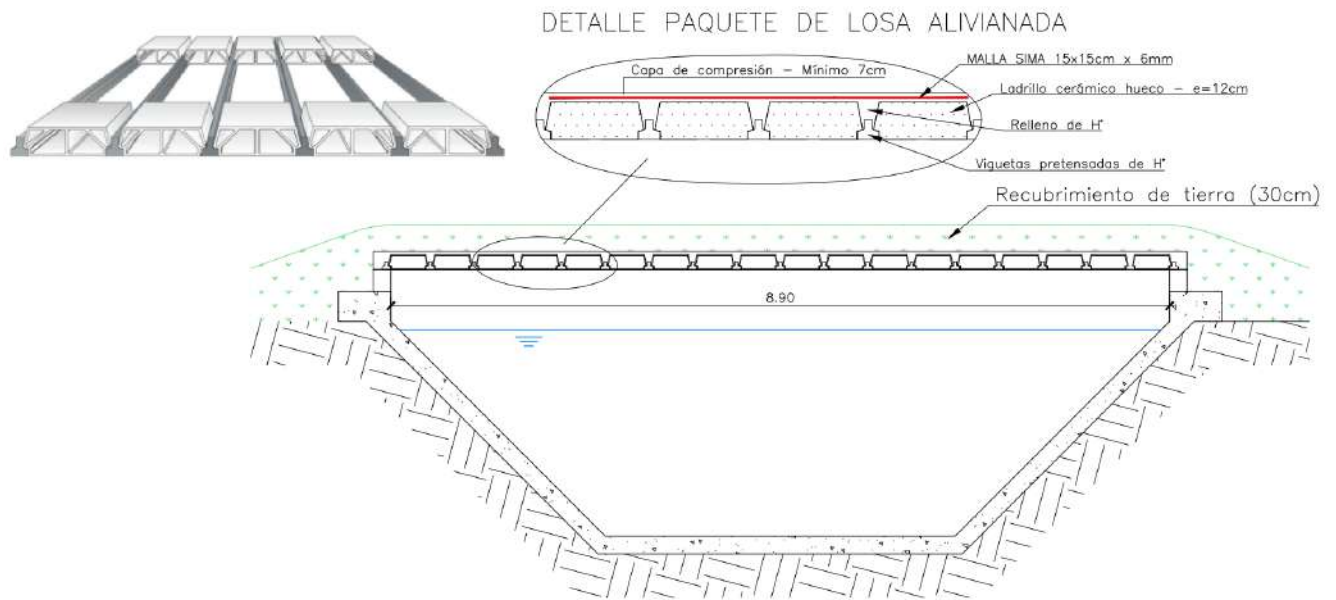 DETALLE PAQUETE DE LOSA ALIVIANADA
Capa de compresión – Mínimo 7cm
MALLA SIMA 15x15cm x 6mm
Ladrillo cerámico hueco – e=12cm
Relleno de H°
Viguetas pretensadas de H°
Recubrimiento de tierra (30cm)
8.90